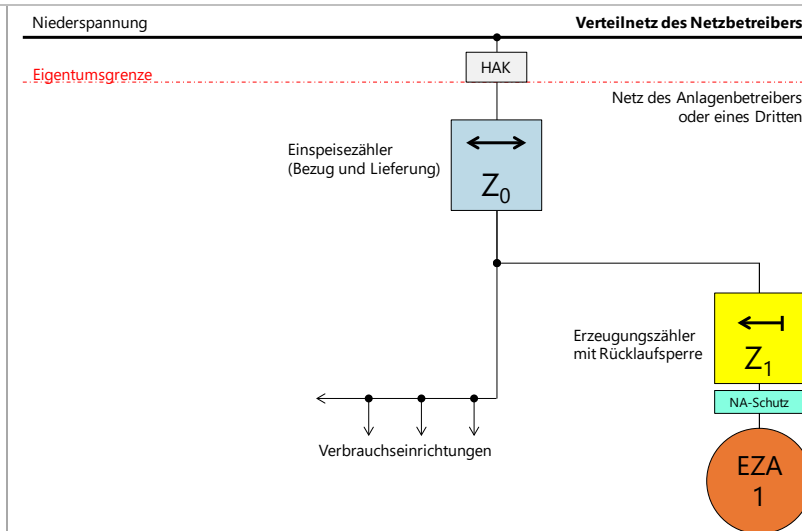 Niederspannung
Verteilnetz des Netzbetreibers
HAK
Eigentumsgrenze
Netz des Anlagenbetreibers
oder eines Dritten
Einspeisezähler
(Bezug und Lieferung)
Z0
Erzeugungszähler
mit Rücklaufsperre
Z1
NA-Schutz
Verbrauchseinrichtungen
EZA
1